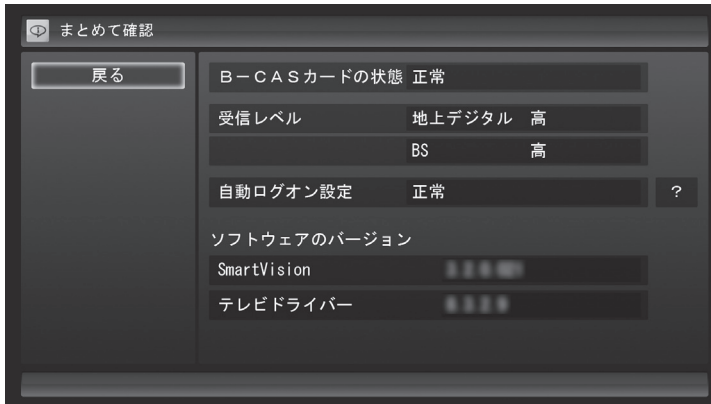 まとめて確認
戻る
B-CASカードの状態 正常
受信レベル 地上デジタル 高
BS 高
自動ログオン設定 正常 ?
ソフトウェアのバージョン
SmartVision
テレビドライバー